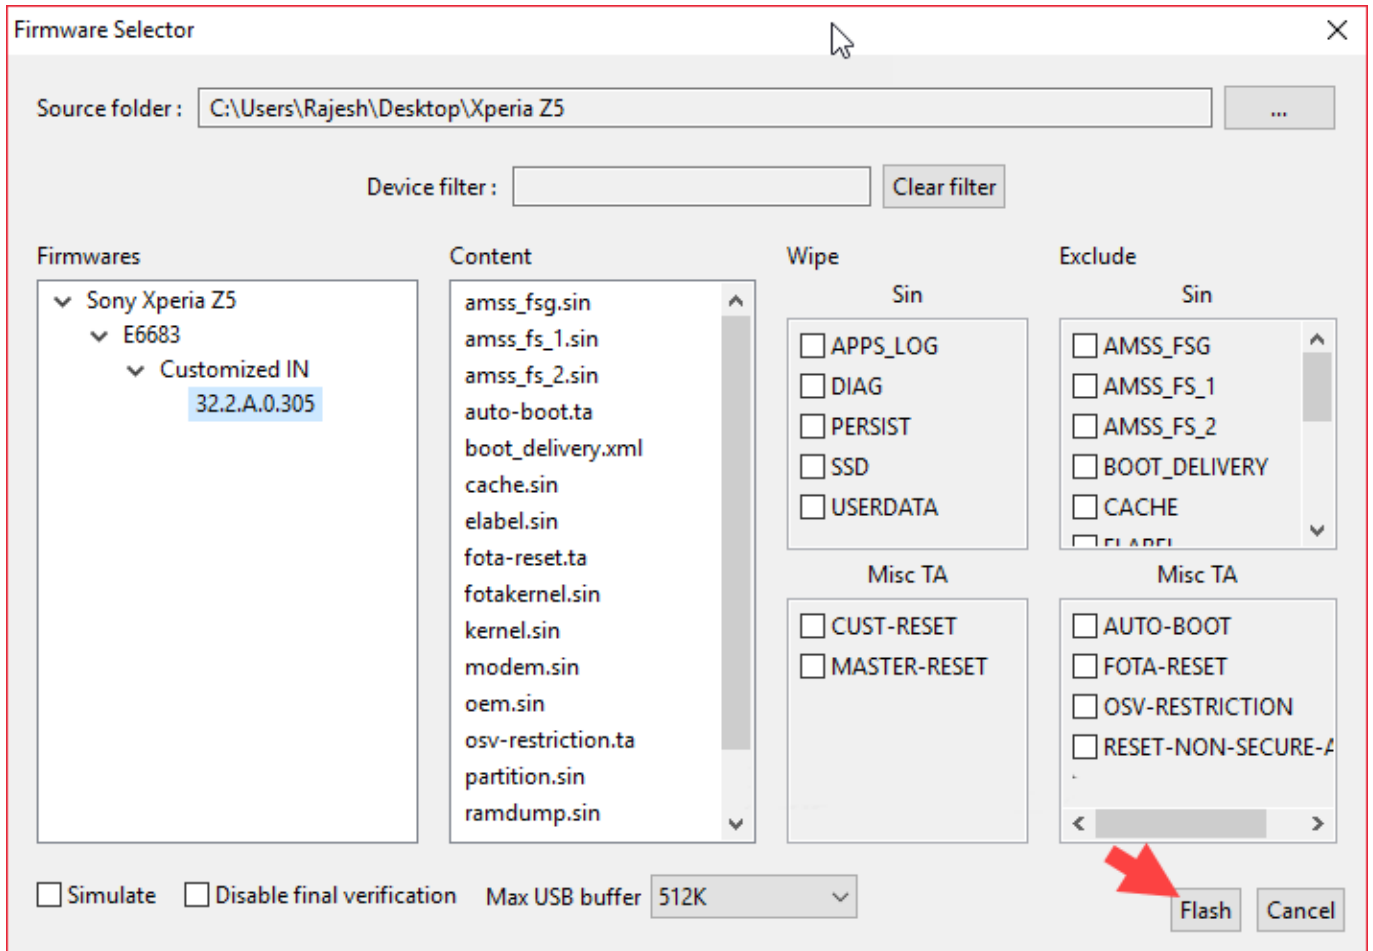 Firmware Selector
Source folder : C:\Users\Rajesh\Desktop\Xperia Z5 ...
Device filter : Clear filter
Firmwares
Sony Xperia Z5
E6683
Customized IN
32.2.A.0.305
Content
amss_fsg.sin
amss_fs_1.sin
amss_fs_2.sin
auto-boot.ta
boot_delivery.xml
cache.sin
elabel.sin
fota-reset.ta
fotakernel.sin
kernel.sin
modem.sin
oem.sin
osv-restriction.ta
partition.sin
ramdump.sin
Wipe
Sin
APPS_LOG
DIAG
PERSIST
SSD
USERDATA
Misc TA
CUST-RESET
MASTER-RESET
Exclude
Sin
AMSS_FSG
AMSS_FS_1
AMSS_FS_2
BOOT_DELIVERY
CACHE
ELABEL
Misc TA
AUTO-BOOT
FOTA-RESET
OSV-RESTRICTION
RESET-NON-SECURE-A
Simulate Disable final verification Max USB buffer 512K Flash Cancel